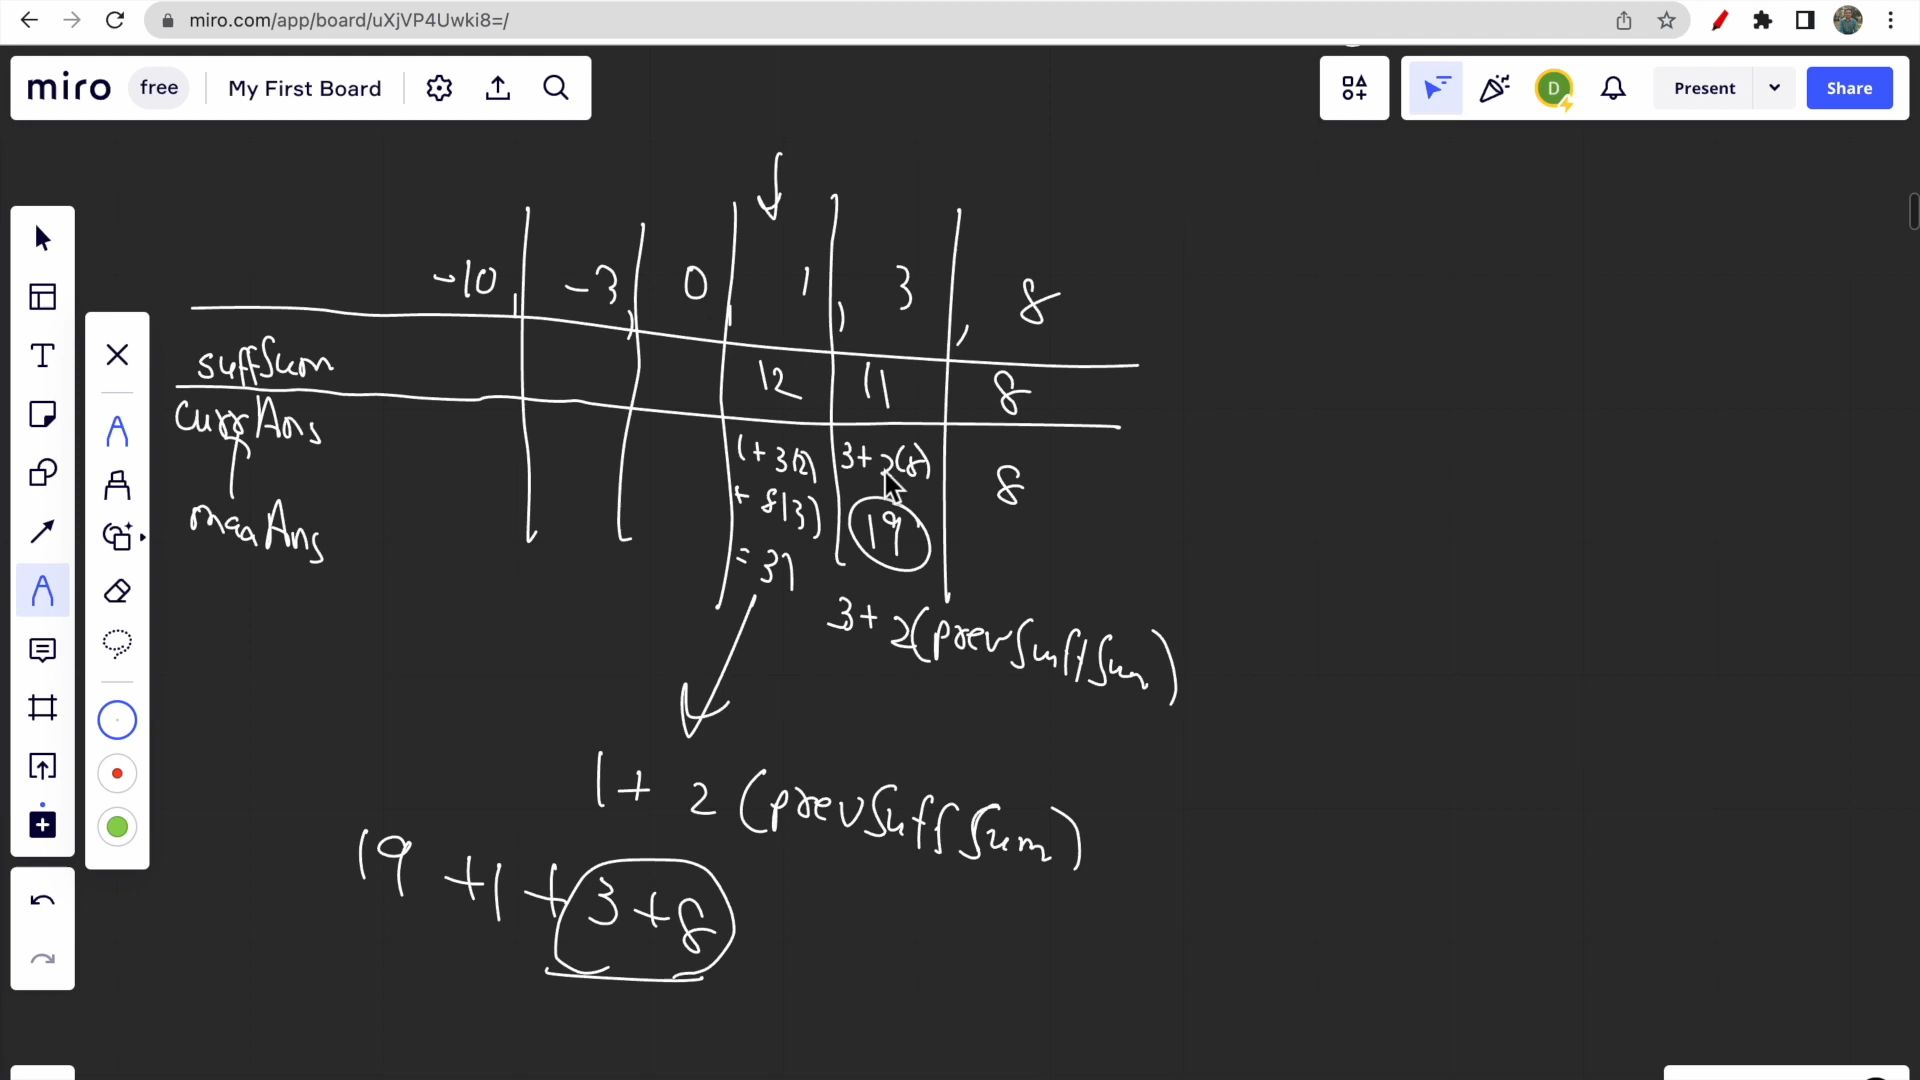 miro.com/app/board/uXjVP4Uwki8=/
miro free My First Board
D Present Share
-10, -3, 0, 1, 3, 8
suffSum 12 11 8
currAns 1+3(2) 3+2(8) 8
+ 8(3) 19
= 31
maxAns
3+2(prevSuffSum)
1+ 2 (prevSuffSum)
19 +1 + 3+8
T